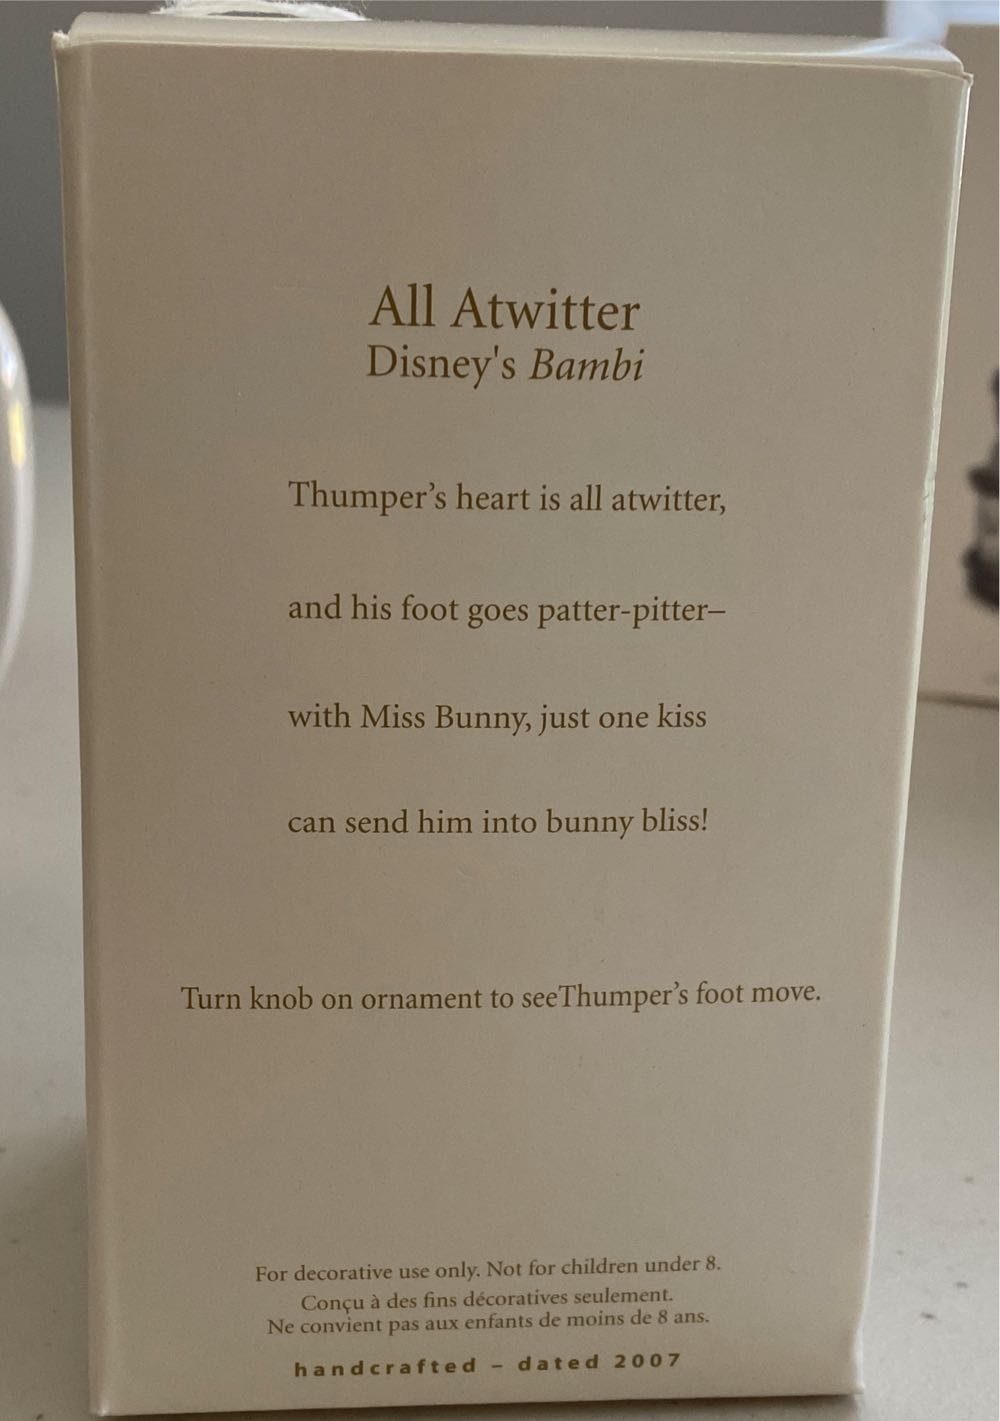 All Atwitter
Disney's Bambi
Thumper’s heart is all atwitter,
and his foot goes patter-pitter–
with Miss Bunny, just one kiss
can send him into bunny bliss!
Turn knob on ornament to seeThumper’s foot move.
For decorative use only. Not for children under 8.
Conçu à des fins décoratives seulement.
Ne convient pas aux enfants de moins de 8 ans.
handcrafted – dated 2007